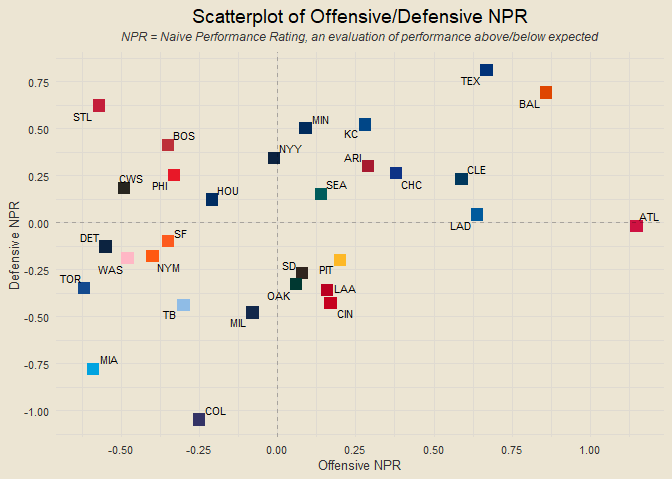 Scatterplot of Offensive/Defensive NPR
NPR = Naive Performance Rating, an evaluation of performance above/below expected
TEX
0.75
BAL
STL
MIN
0.50
KC
BOS
NYY
ARI
0.25
CWS
PHI
HOU
SEA
CHC
CLE
ATL
0.00
LAD
DET
SF
WAS
NYM
SD
PIT
-0.25
TOR
OAK
LAA
TB
MIL
CIN
-0.50
MIA
-0.75
COL
-1.00
Defensive NPR
-0.50
-0.25
0.00
0.25
0.50
0.75
1.00
Offensive NPR